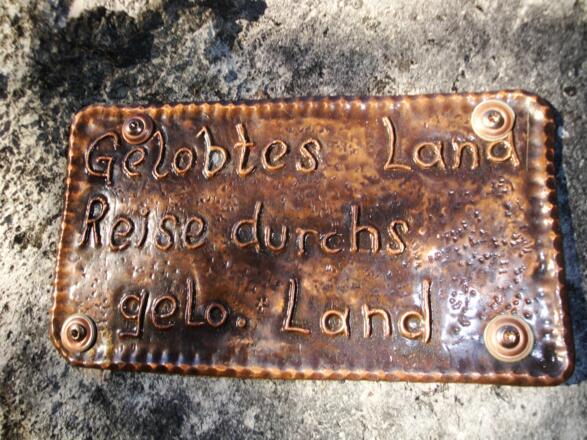 Gelobtes Land
Reise durchs
gelo. Land